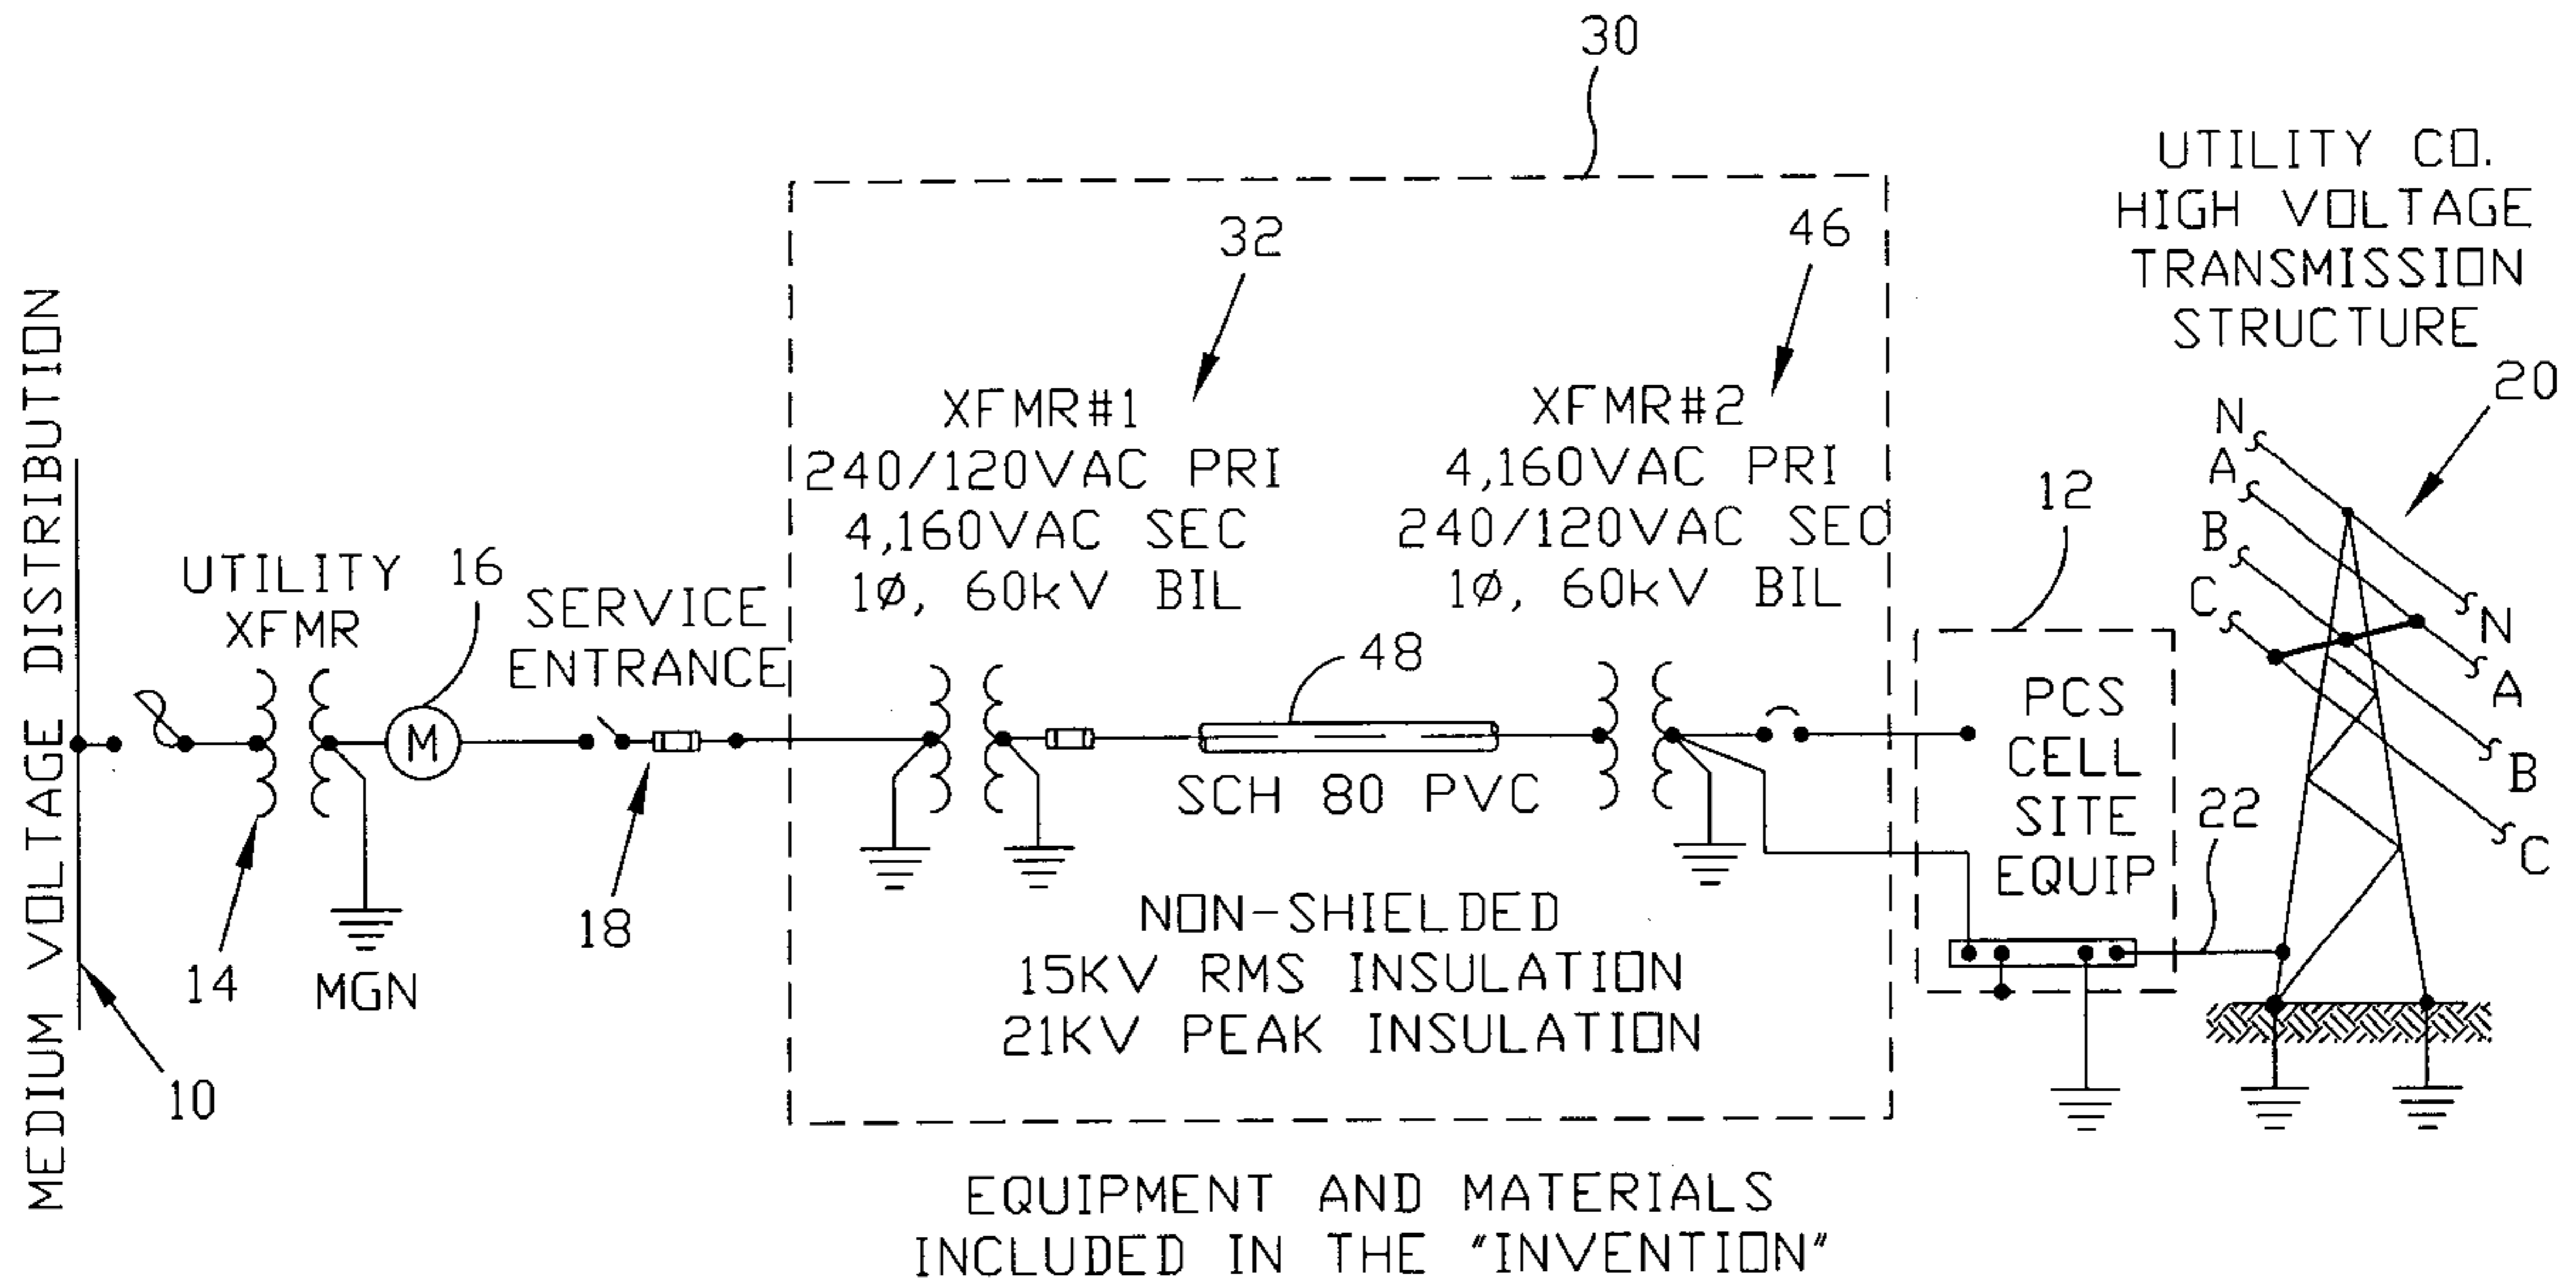 30
UTILITY CO.
HIGH VOLTAGE
TRANSMISSION
STRUCTURE
20
32
46
XFMR#1
240/120VAC PRI
4,160VAC SEC
1Ø, 60kV BIL
XFMR#2
4,160VAC PRI
240/120VAC SEC
1Ø, 60kV BIL
12
MEDIUM VOLTAGE DISTRIBUTION
UTILITY
XFMR
16
SERVICE
ENTRANCE
M
48
SCH 80 PVC
PCS
CELL
SITE
EQUIP
22
N
A
B
C
N
A
B
C
14
MGN
18
10
NON-SHIELDED
15KV RMS INSULATION
21KV PEAK INSULATION
EQUIPMENT AND MATERIALS
INCLUDED IN THE "INVENTION"